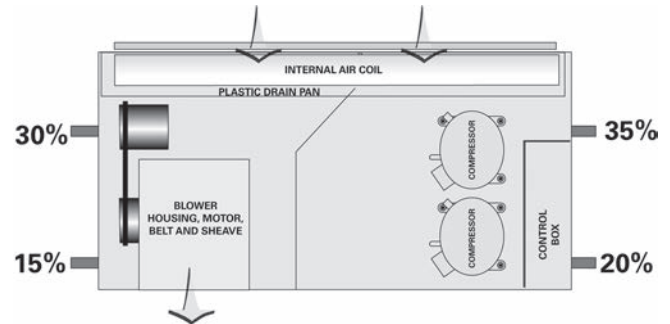 INTERNAL AIR COIL
PLASTIC DRAIN PAN
30%
35%
COMPRESSOR
BLOWER
HOUSING, MOTOR,
BELT AND SHEAVE
COMPRESSOR
CONTROL
BOX
15%
20%